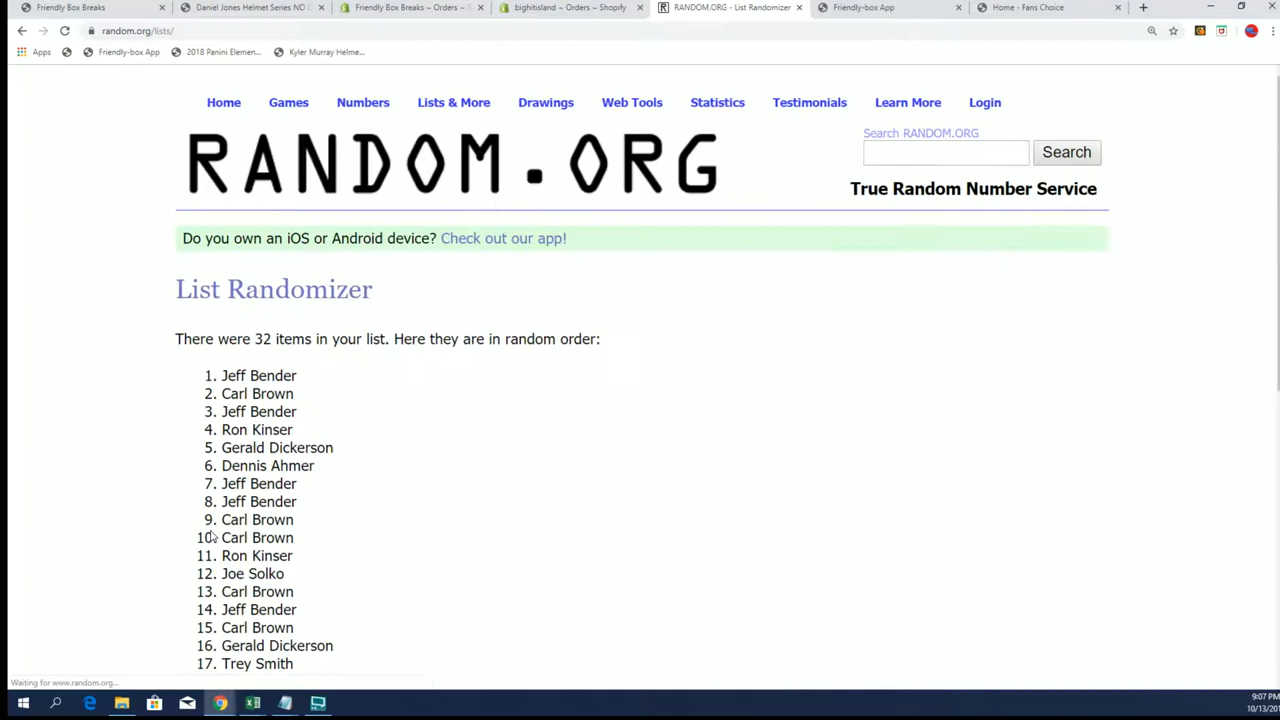 Friendly Box Breaks
Daniel Jones Helmet Series NO D
Friendly Box Breaks ~ Orders ~ S
bighitisland ~ Orders ~ Shopify
RANDOM.ORG - List Randomizer
Friendly-box App
Home - Fans Choice
random.org/lists/
Apps
Friendly-box App
2018 Panini Elemen...
Kyler Murray Helme...
Home Games Numbers Lists & More Drawings Web Tools Statistics Testimonials Learn More Login
Search RANDOM.ORG
RANDOM.ORG
Search
True Random Number Service
Do you own an iOS or Android device? Check out our app!
List Randomizer
There were 32 items in your list. Here they are in random order:
1. Jeff Bender
2. Carl Brown
3. Jeff Bender
4. Ron Kinser
5. Gerald Dickerson
6. Dennis Ahmer
7. Jeff Bender
8. Jeff Bender
9. Carl Brown
10. Carl Brown
11. Ron Kinser
12. Joe Solko
13. Carl Brown
14. Jeff Bender
15. Carl Brown
16. Gerald Dickerson
17. Trey Smith
Waiting for www.random.org...
9:07 PM
10/13/201